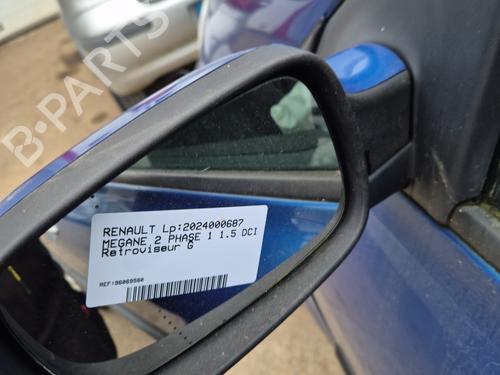 B-PARTS
RENAULT Lp:2024000687
MEGANE 2 PHASE 1 1.5 DCI
Retroviseur G
REF:96069560